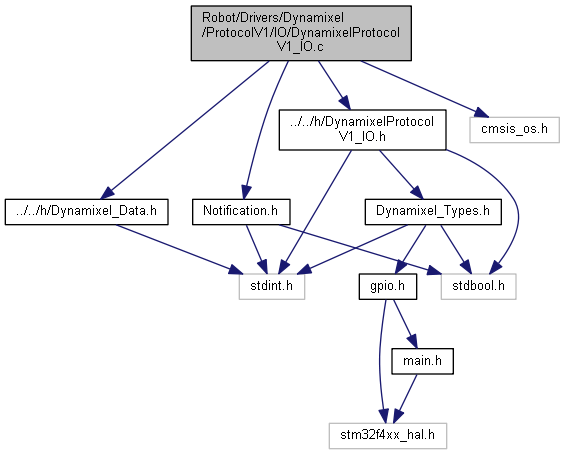 Robot/Drivers/Dynamixel
/ProtocolV1/IO/DynamixelProtocol
V1_IO.c
../../h/DynamixelProtocol
V1_IO.h
cmsis_os.h
../../h/Dynamixel_Data.h
Notification.h
Dynamixel_Types.h
stdint.h
gpio.h
stdbool.h
main.h
stm32f4xx_hal.h